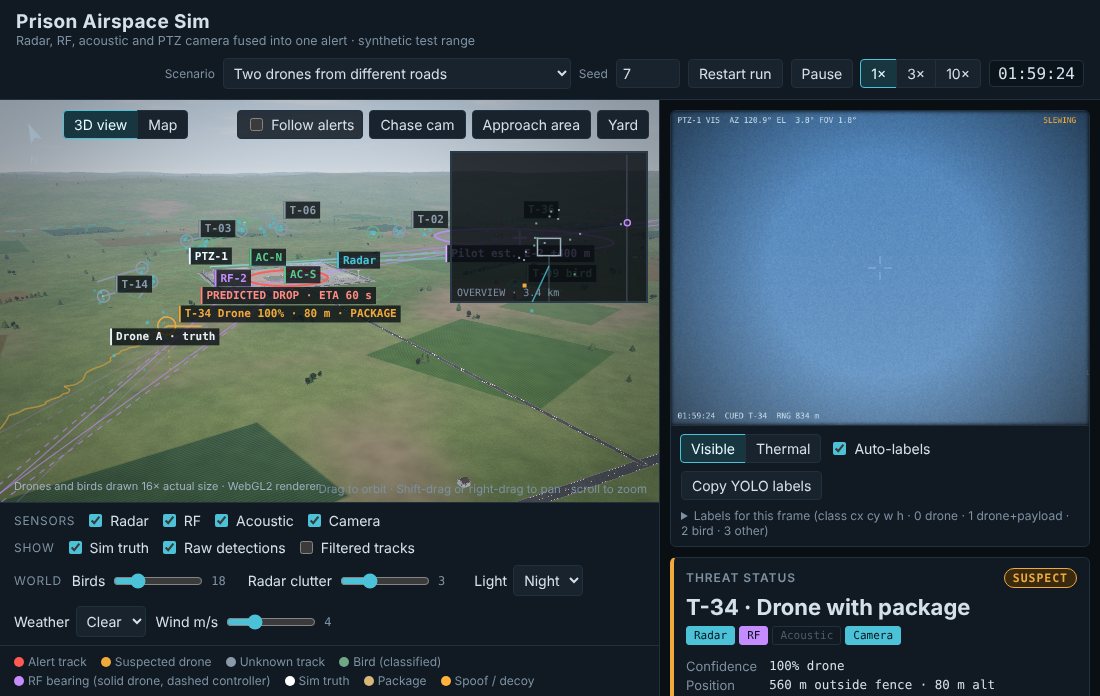 Prison Airspace Sim
Radar, RF, acoustic and PTZ camera fused into one alert · synthetic test range
Scenario Two drones from different roads Seed 7 Restart run Pause 1× 3× 10× 01:59:24
3D view Map Follow alerts Chase cam Approach area Yard
T-06
T-03
T-02
PTZ-1
AC-N
Radar
RF-2
AC-S
T-14
PREDICTED DROP · ETA 60 s
T-34 Drone 100% · 80 m · PACKAGE
Drone A · truth
OVERVIEW · 3.4 km
Drones and birds drawn 16× actual size · WebGL2 renderer
Drag to orbit · Shift-drag or right-drag to pan · scroll to zoom
PTZ-1 VIS AZ 120.9° EL 3.8° FOV 1.8° SLEWING
01:59:24 CUED T-34 RNG 834 m
Visible Thermal Auto-labels
Copy YOLO labels
Labels for this frame (class cx cy w h · 0 drone · 1 drone+payload ·
2 bird · 3 other)
SENSORS Radar RF Acoustic Camera
SHOW Sim truth Raw detections Filtered tracks
WORLD Birds 18 Radar clutter 3 Light Night
Weather Clear Wind m/s 4
Alert track Suspected drone Unknown track Bird (classified)
RF bearing (solid drone, dashed controller) Sim truth Package Spoof / decoy
THREAT STATUS SUSPECT
T-34 · Drone with package
Radar RF Acoustic Camera
Confidence 100% drone
Position 560 m outside fence · 80 m alt